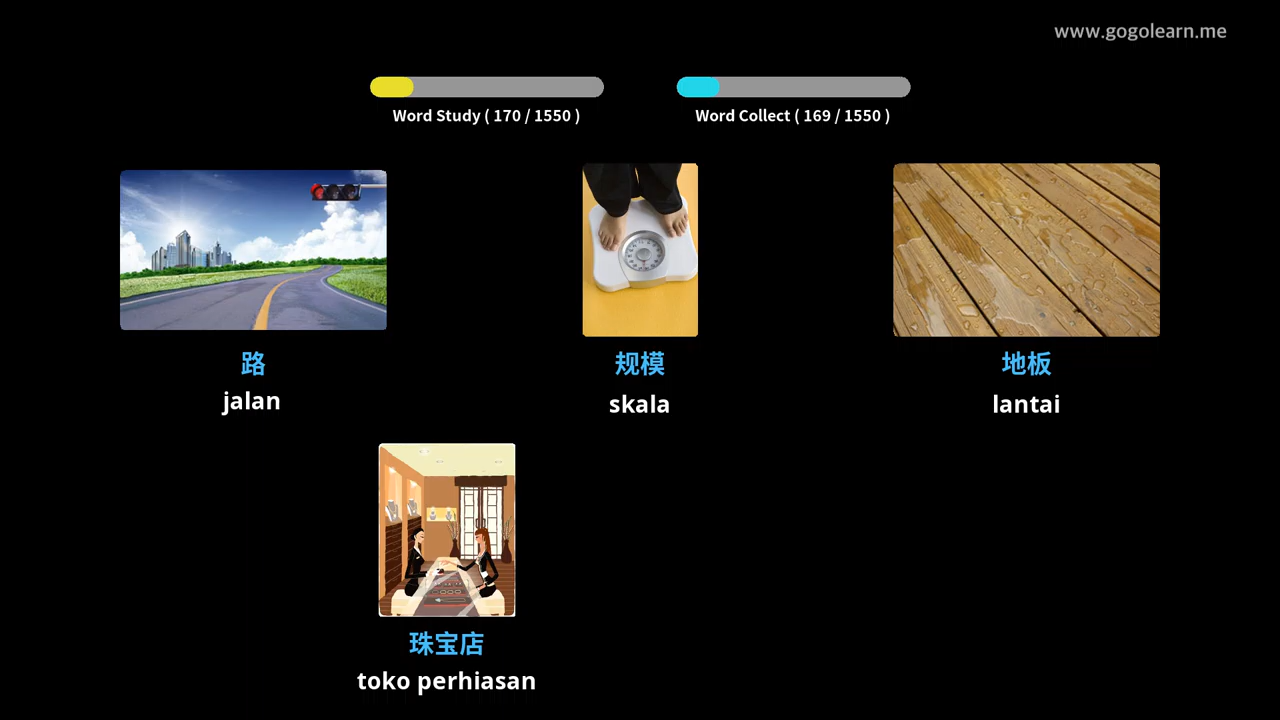 www.gogolearn.me
Word Study ( 170 / 1550 )
Word Collect ( 169 / 1550 )
路
jalan
规模
skala
地板
lantai
珠宝店
toko perhiasan